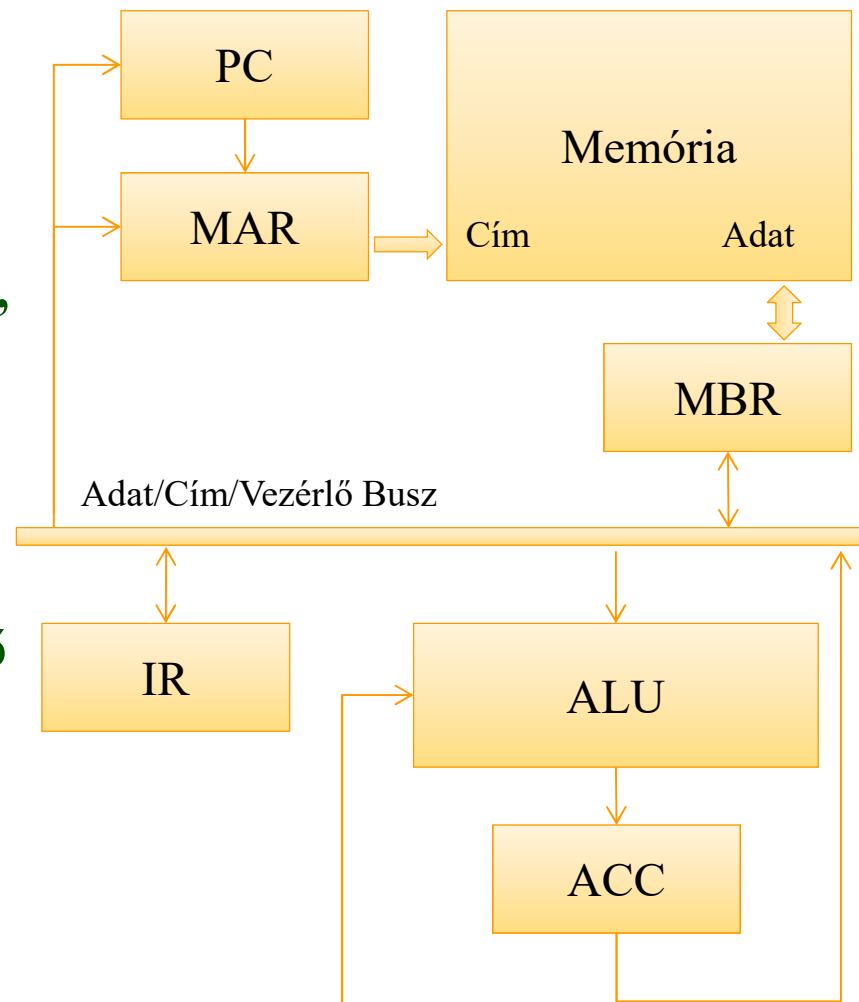 PC
Memória
MAR
Cím
Adat
,
MBR
Adat/Cím/Vezérlő Busz
IR
ALU
ACC